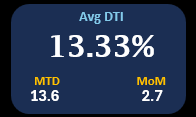 Avg DTI
13.33%
MTD MoM
13.6 2.7